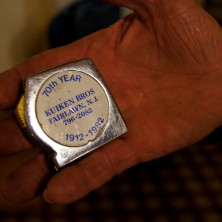 70th YEAR
KUIKEN BROS
FAIRLAWN, N.J.
796-2082
1912-1982